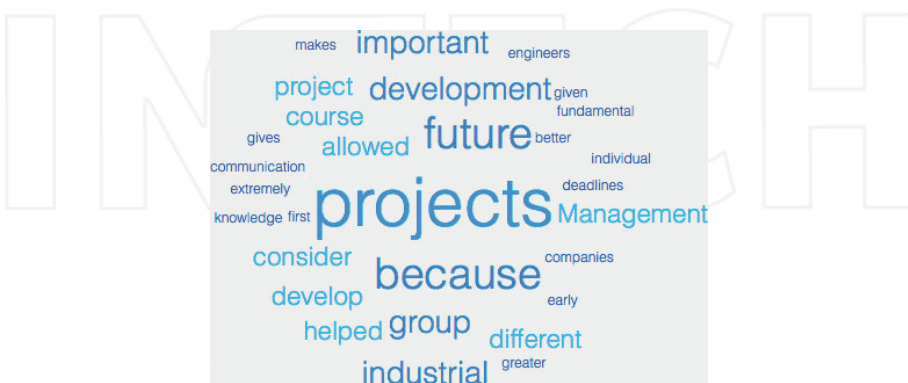 makes important engineers
project development given
fundamental
course
gives allowed future better
communication individual
extremely deadlines
knowledge first projects Management
consider because companies
develop early
helped group different
industrial greater
INTECH